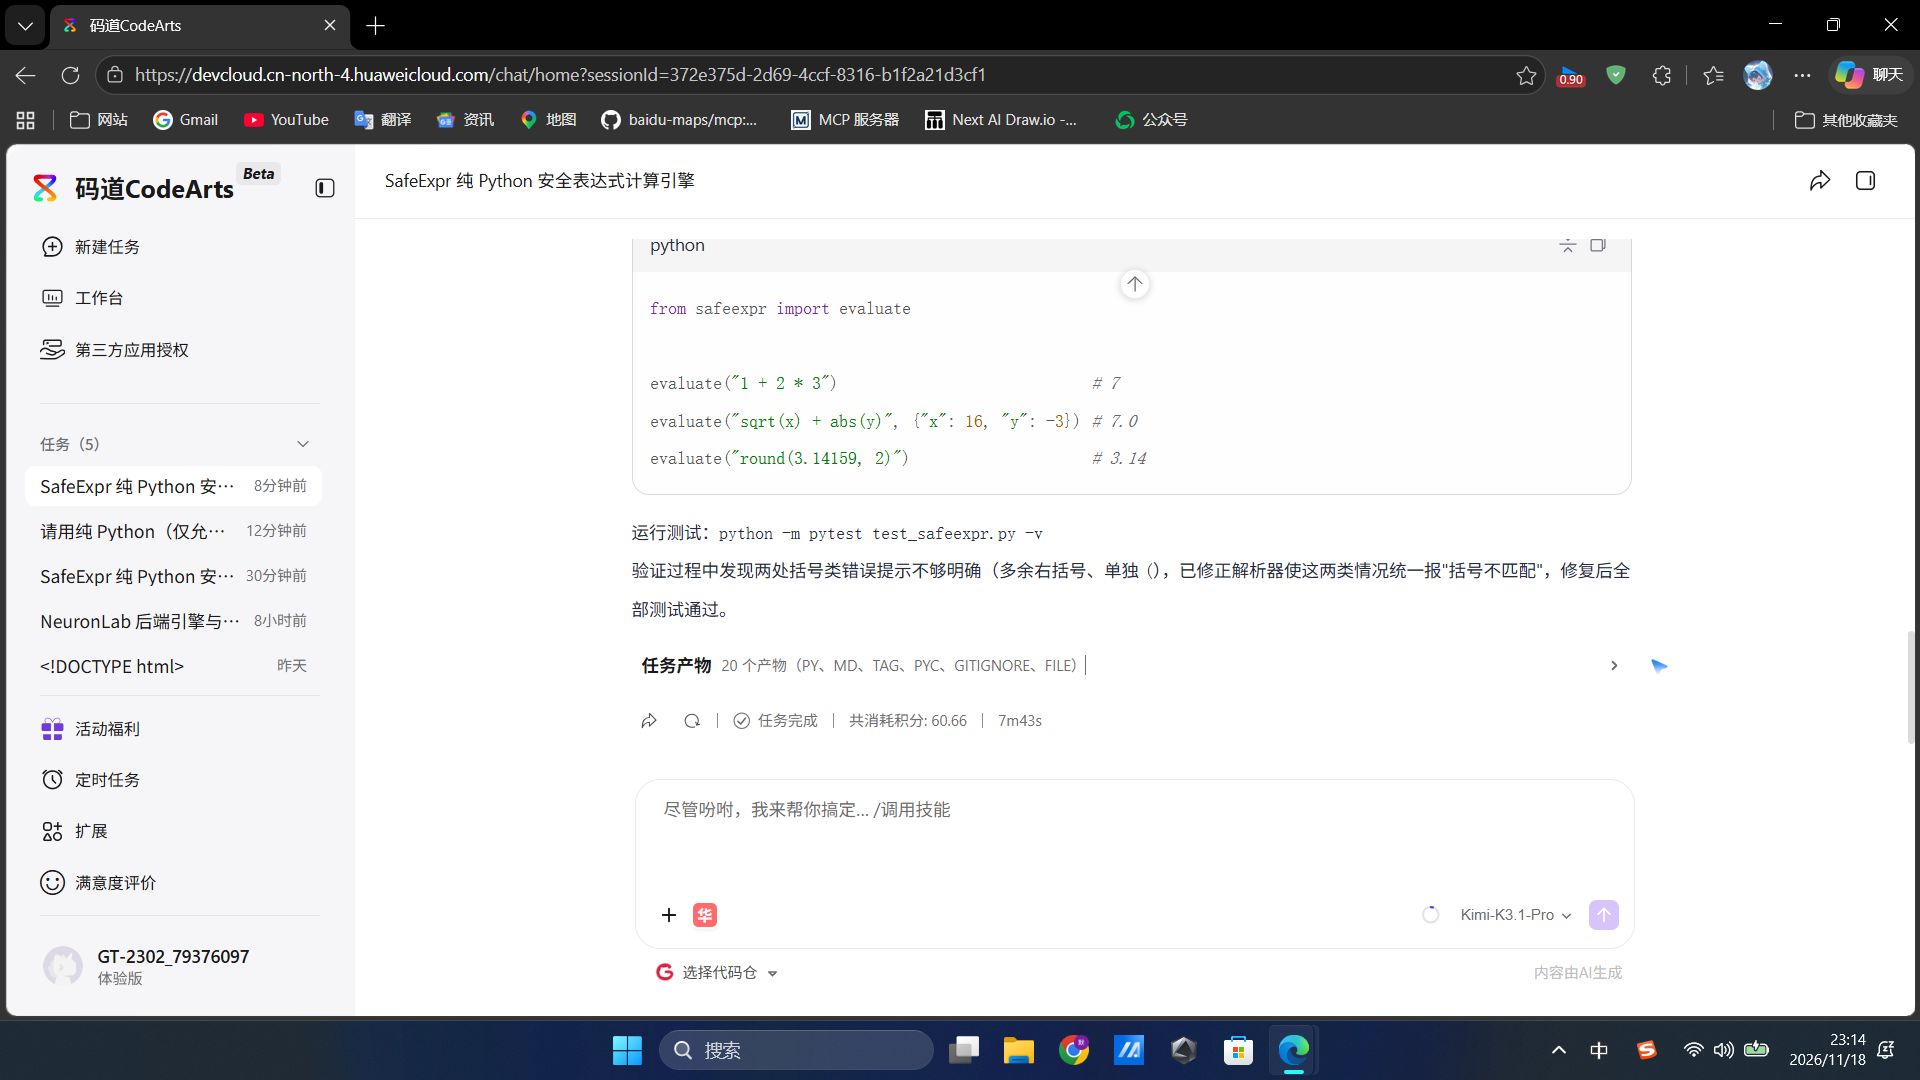 码道CodeArts
https://devcloud.cn-north-4.huaweicloud.com/chat/home?sessionId=372e375d-2d69-4ccf-8316-b1f2a21d3cf1
0.90
聊天
网站
Gmail
YouTube
翻译
资讯
地图
baidu-maps/mcp:...
MCP 服务器
Next AI Draw.io -...
公众号
其他收藏夹
码道CodeArts
Beta
新建任务
工作台
第三方应用授权
任务（5）
SafeExpr 纯 Python 安… 8分钟前
请用纯 Python（仅允… 12分钟前
SafeExpr 纯 Python 安… 30分钟前
NeuronLab 后端引擎与… 8小时前
<!DOCTYPE html> 昨天
活动福利
定时任务
扩展
满意度评价
GT-2302_79376097
体验版
SafeExpr 纯 Python 安全表达式计算引擎
python
from safeexpr import evaluate
evaluate("1 + 2 * 3") # 7
evaluate("sqrt(x) + abs(y)", {"x": 16, "y": -3}) # 7.0
evaluate("round(3.14159, 2)") # 3.14
运行测试：python -m pytest test_safeexpr.py -v
验证过程中发现两处括号类错误提示不够明确（多余右括号、单独 ()，已修正解析器使这两类情况统一报"括号不匹配"，修复后全
部测试通过。
任务产物 20 个产物（PY、MD、TAG、PYC、GITIGNORE、FILE）
任务完成 | 共消耗积分: 60.66 | 7m43s
尽管吩咐，我来帮你搞定... /调用技能
华
Kimi-K3.1-Pro
选择代码仓
内容由AI生成
搜索
中
23:14
2026/11/18